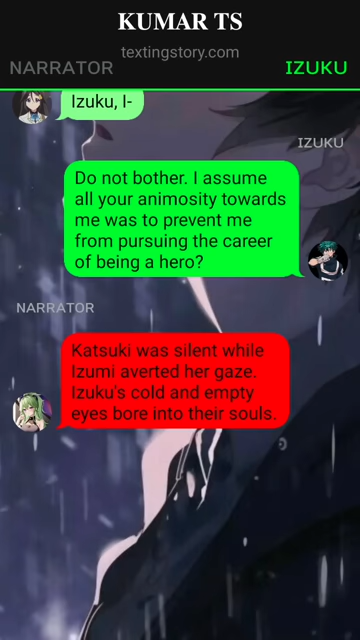 KUMAR TS
textingstory.com
NARRATOR
IZUKU
Izuku, I-
IZUKU
Do not bother. I assume
all your animosity towards
me was to prevent me
from pursuing the career
of being a hero?
NARRATOR
Katsuki was silent while
Izumi averted her gaze.
Izuku's cold and empty
eyes bore into their souls.